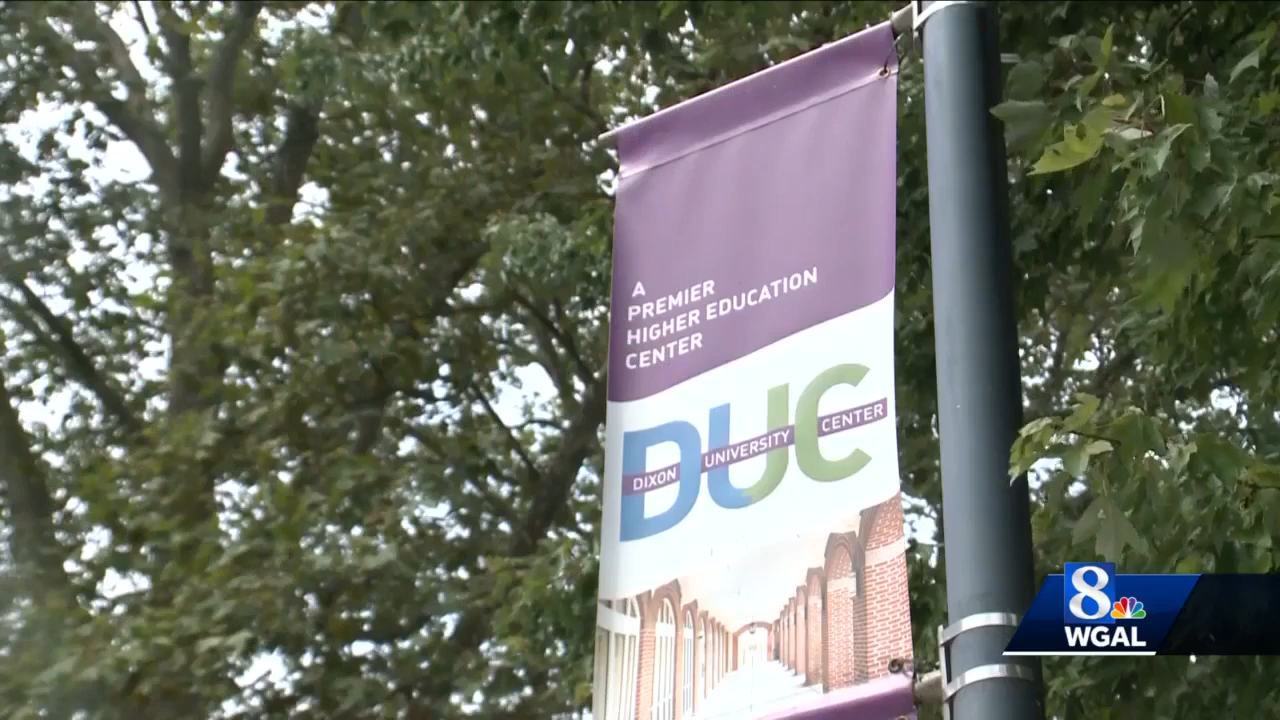 A
PREMIER
HIGHER EDUCATION
CENTER
DUC
DIXON UNIVERSITY CENTER
8
WGAL